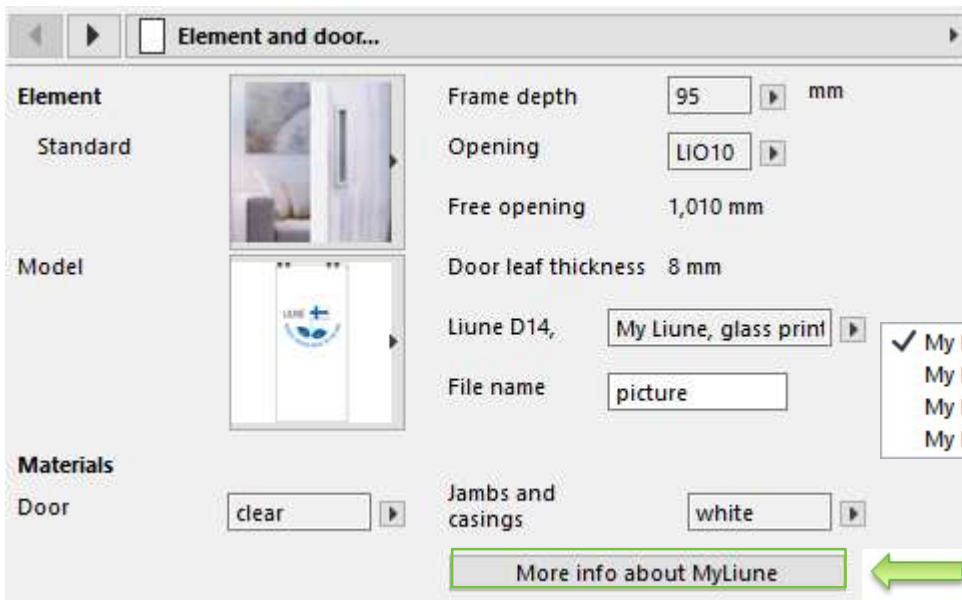 Element and door...
Element
Standard
Frame depth 95 mm
Opening LIO10
Free opening 1,010 mm
Model
Door leaf thickness 8 mm
Liune D14, My Liune, glass print
My
My
My
My
File name picture
Materials
Door clear
Jambs and
casings white
More info about MyLiune